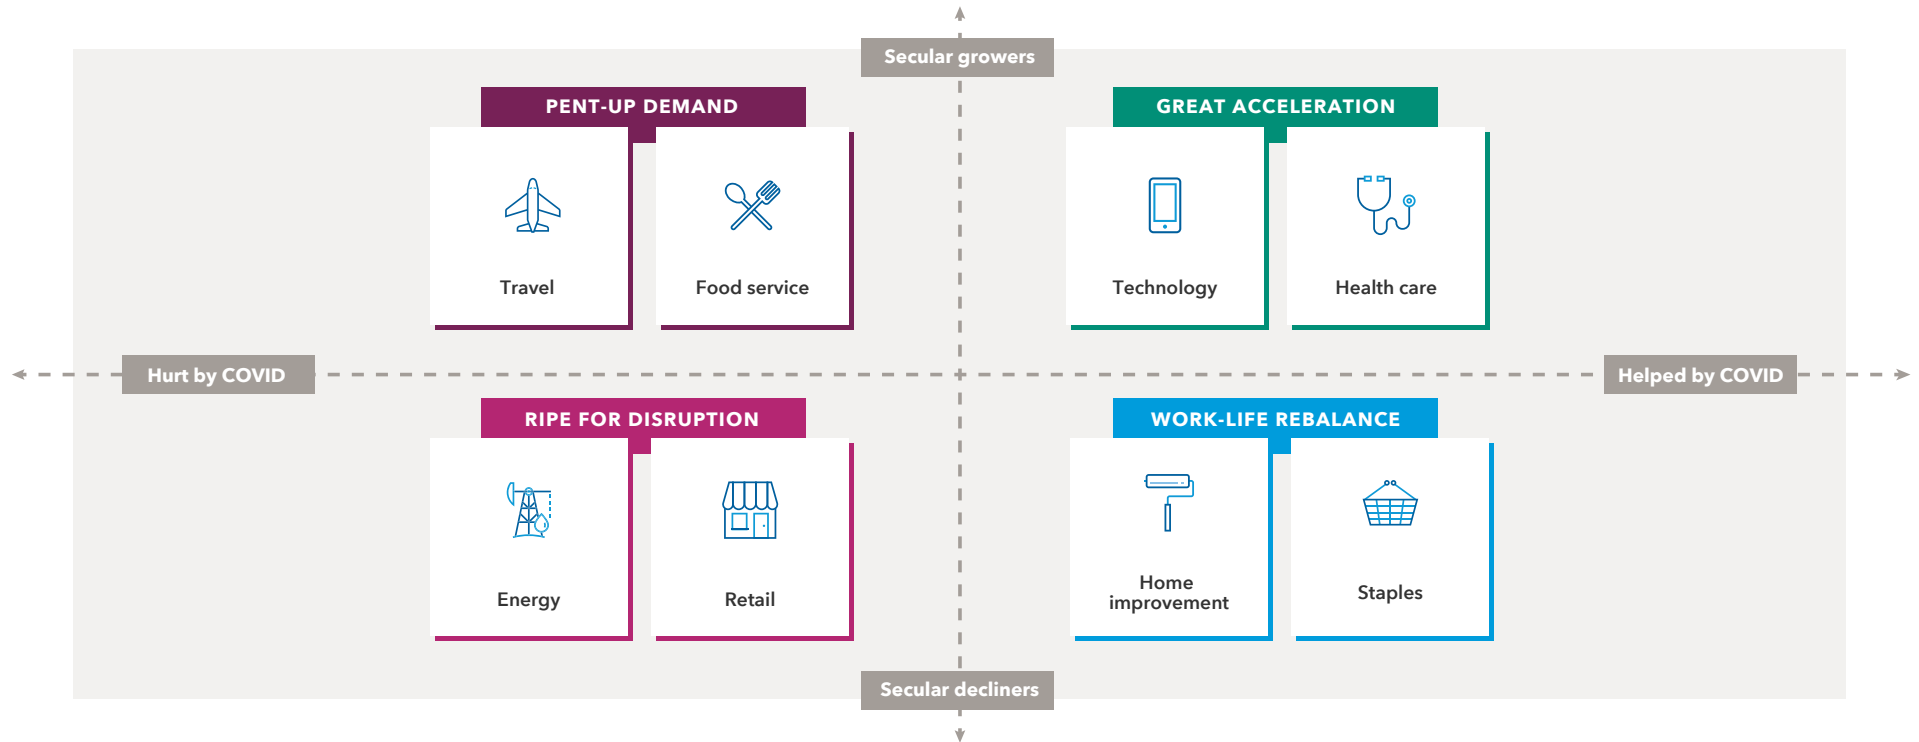 Secular growers
PENT-UP DEMAND
Travel
Food service
GREAT ACCELERATION
Technology
Health care
Hurt by COVID
Helped by COVID
RIPE FOR DISRUPTION
Energy
Retail
WORK-LIFE REBALANCE
Home
improvement
Staples
Secular decliners